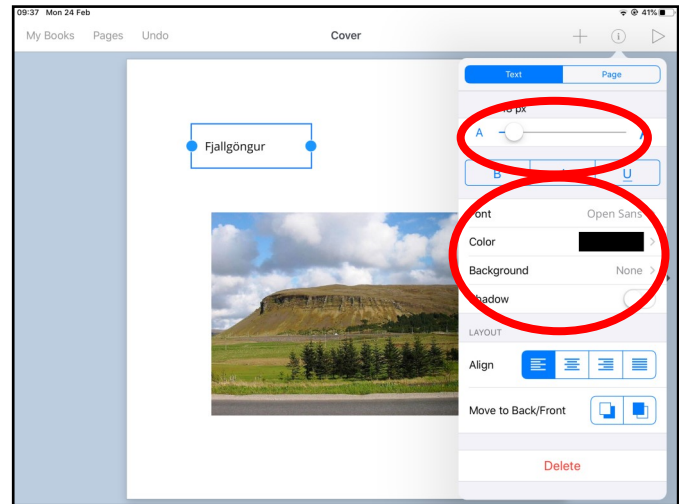 09:37 Mon 24 Feb 41%
My Books Pages Undo Cover
Text Page
px
A
B U
Fjallgöngur
Font Open Sans
Color
Background None
Shadow
LAYOUT
Align
Move to Back/Front
Delete